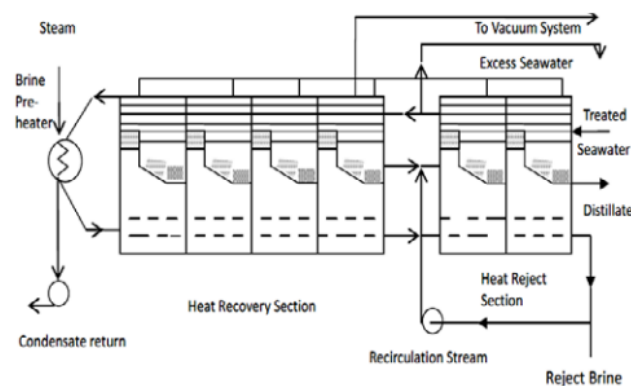 Steam
To Vacuum System
Excess Seawater
Brine
Pre-
heater
Treated
Seawater
Distillate
Heat Recovery Section
Heat Reject
Section
Condensate return
Recirculation Stream
Reject Brine